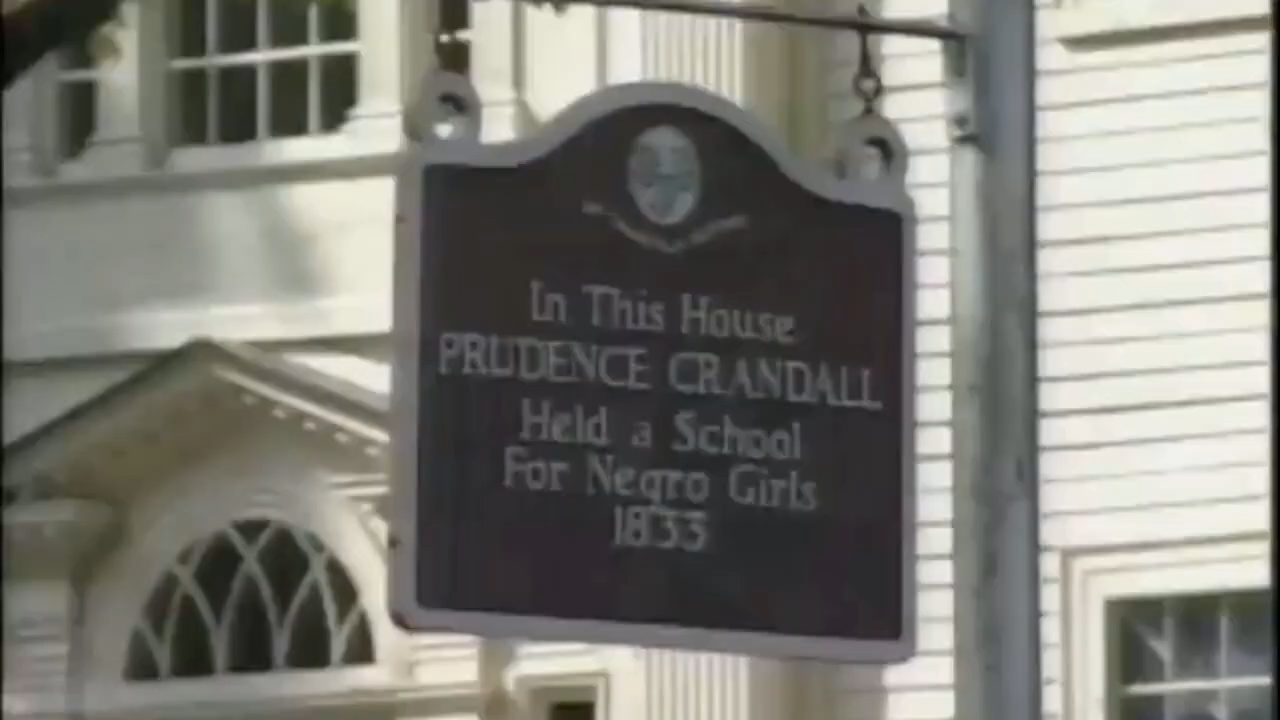 In This House
PRUDENCE CRANDALL
Held a School
For Negro Girls
1833